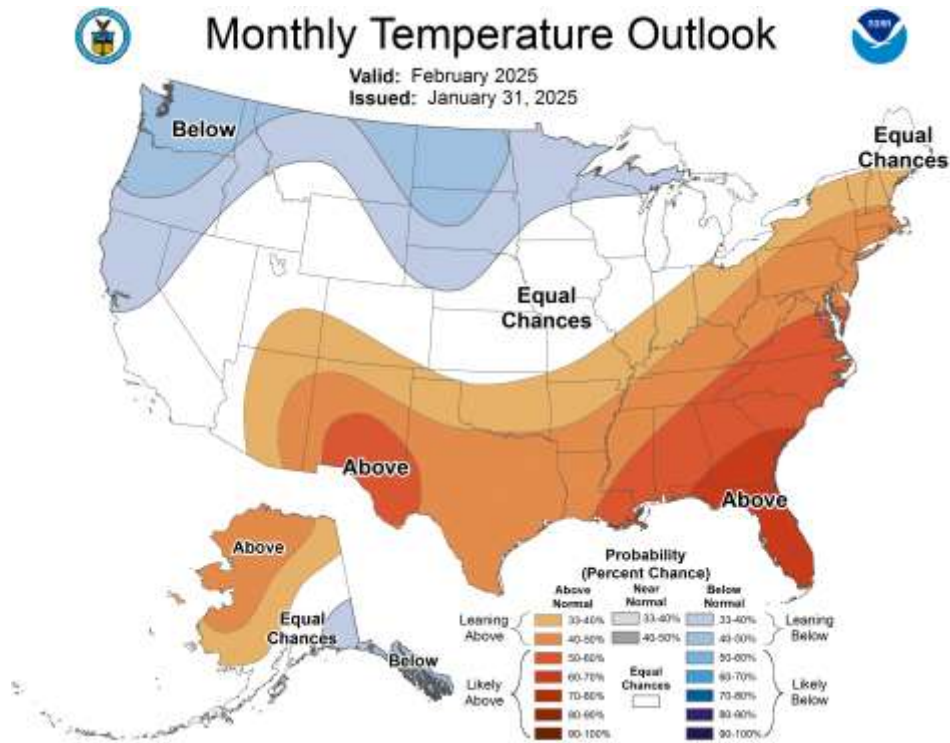 Monthly Temperature Outlook
Valid: February 2025
Issued: January 31, 2025
Below
Equal
Chances
Equal
Chances
Above
Above
Above
Equal
Chances
Below
Probability
(Percent Chance)
Above
Normal
Near
Normal
Below
Normal
Leaning
Above
33-40% 33-40% 33-40%
40-50% 40-50% 40-50%
Leaning
Below
Likely
Above
50-60% 50-60%
60-70% 60-70%
70-80% 70-80%
80-90% 80-90%
90-100% 90-100%
Equal
Chances
Likely
Below